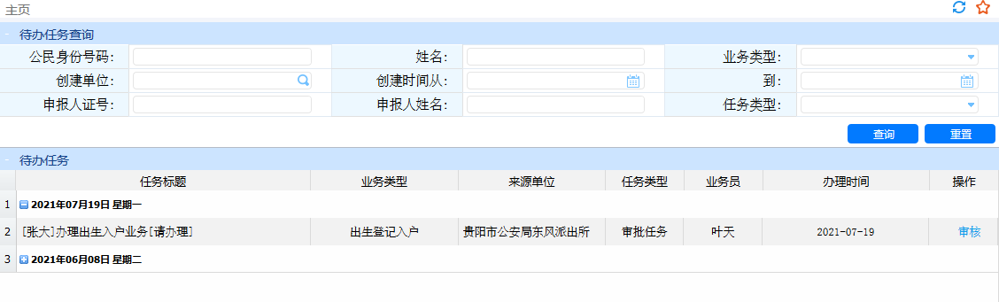 主页
待办任务查询
公民身份号码： 姓名： 业务类型：
创建单位： 创建时间从： 到：
申报人证号： 申报人姓名： 任务类型：
查询 重置
待办任务
任务标题 业务类型 来源单位 任务类型 业务员 办理时间 操作
1 2021年07月19日 星期一
2 [张大]办理出生入户业务[请办理] 出生登记入户 贵阳市公安局东风派出所 审批任务 叶天 2021-07-19 审核
3 2021年06月08日 星期二